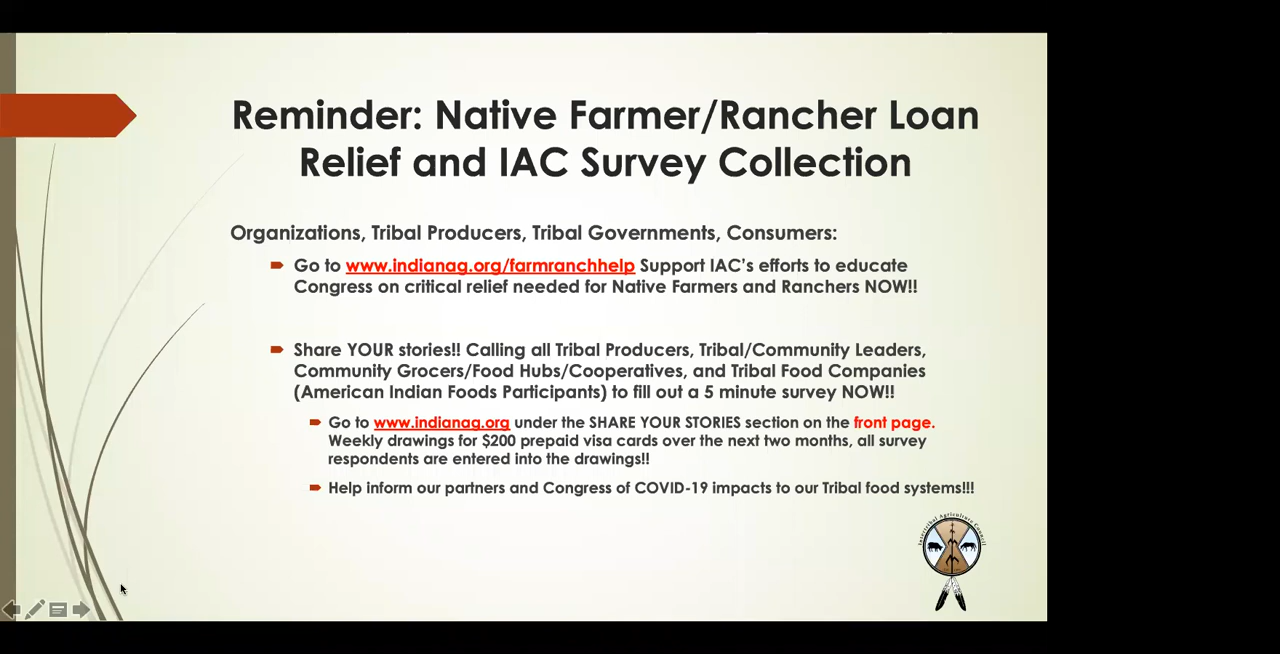 Reminder: Native Farmer/Rancher Loan
Relief and IAC Survey Collection
Organizations, Tribal Producers, Tribal Governments, Consumers:
Go to www.indianag.org/farmranchhelp Support IAC's efforts to educate
Congress on critical relief needed for Native Farmers and Ranchers NOW!!
Share YOUR stories!! Calling all Tribal Producers, Tribal/Community Leaders,
Community Grocers/Food Hubs/Cooperatives, and Tribal Food Companies
(American Indian Foods Participants) to fill out a 5 minute survey NOW!!
Go to www.indianag.org under the SHARE YOUR STORIES section on the front page.
Weekly drawings for $200 prepaid visa cards over the next two months, all survey
respondents are entered into the drawings!!
Help inform our partners and Congress of COVID-19 impacts to our Tribal food systems!!!
Intertribal Agriculture Council